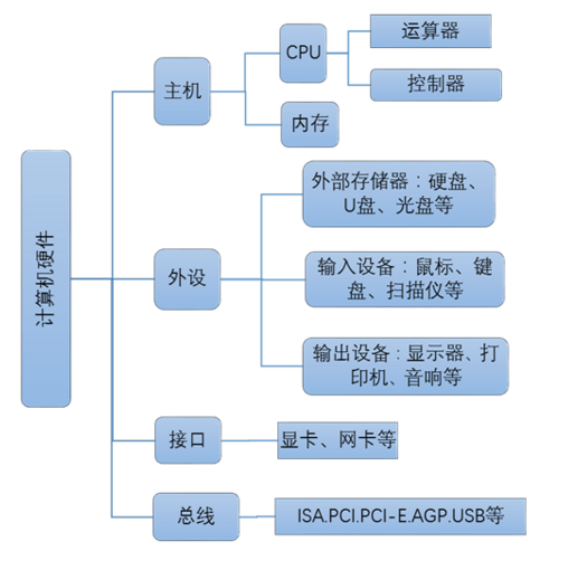 计算机硬件
主机
CPU
运算器
控制器
内存
外设
外部存储器：硬盘、
U盘、光盘等
输入设备：鼠标、键
盘、扫描仪等
输出设备：显示器、打
印机、音响等
接口
显卡、网卡等
总线
ISA.PCI.PCI-E.AGP.USB等